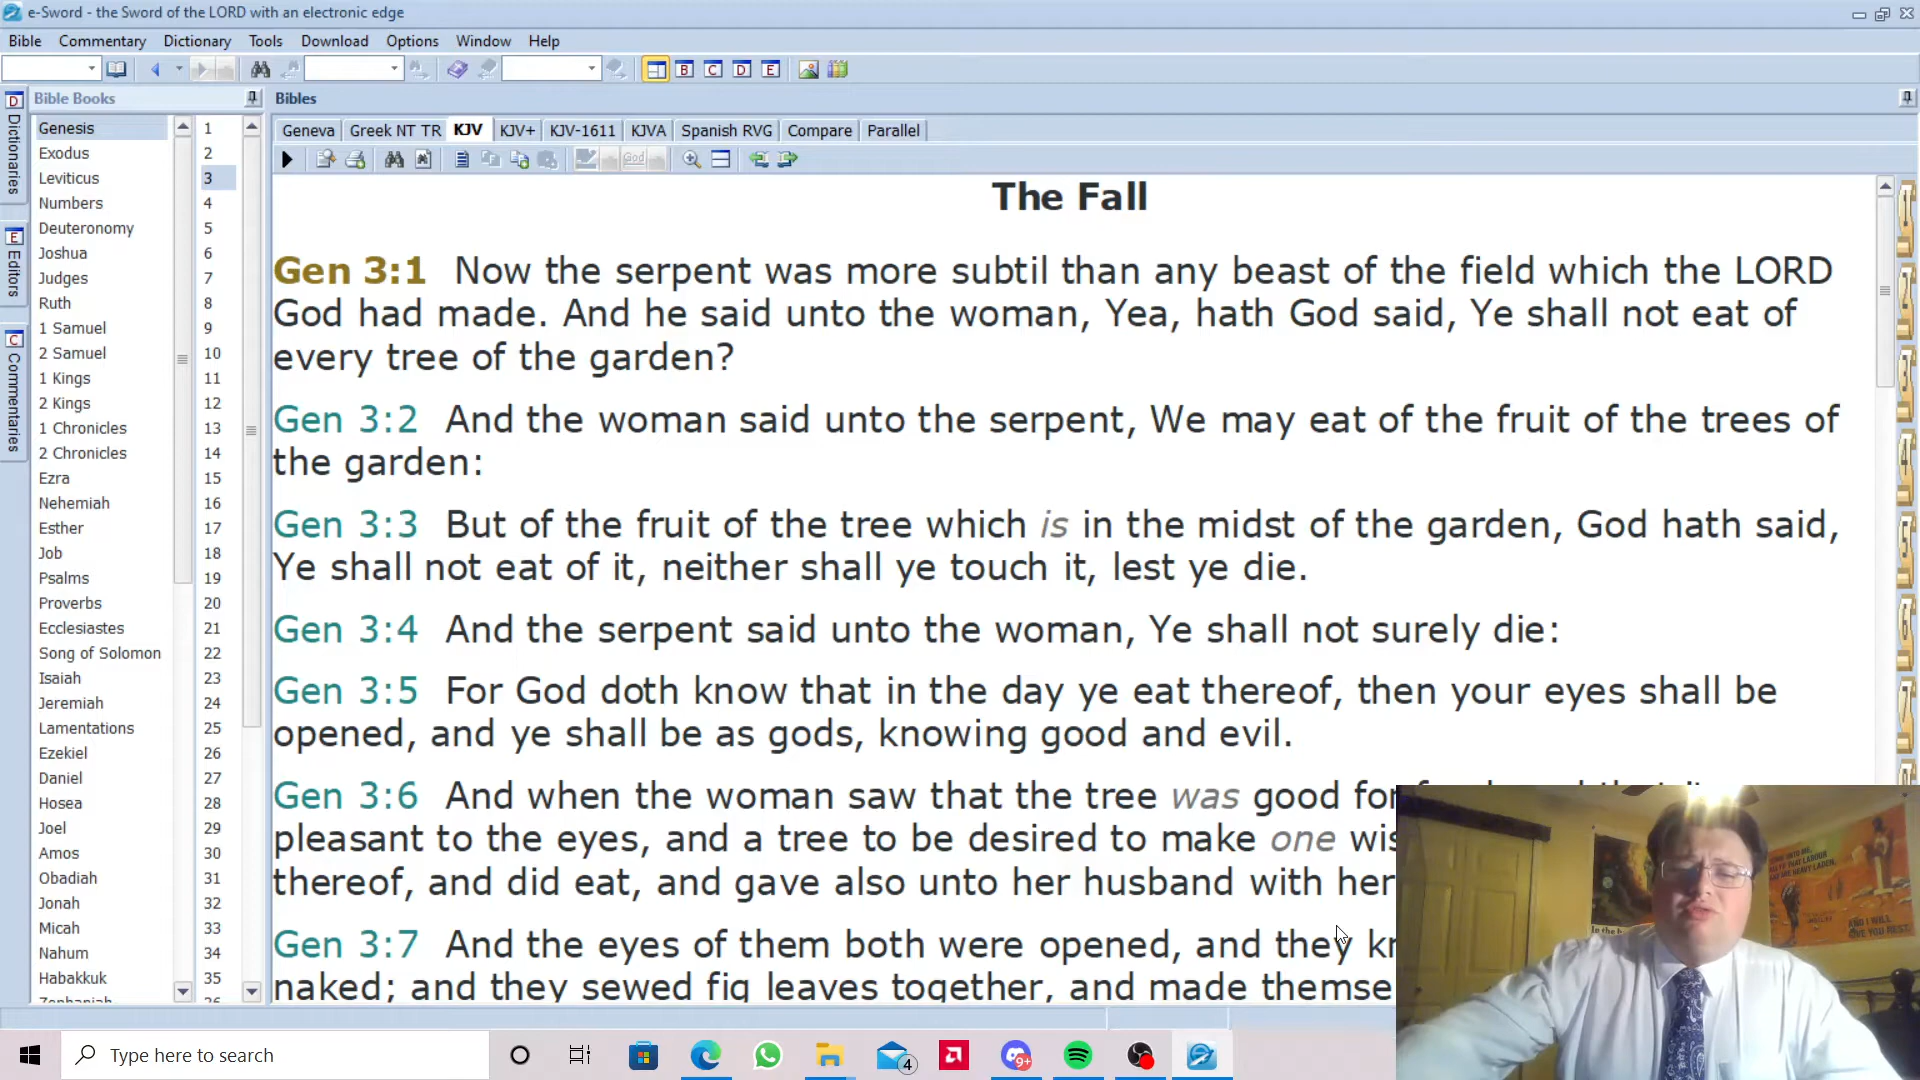 e-Sword - the Sword of the LORD with an electronic edge
Bible Commentary Dictionary Tools Download Options Window Help
B C D E
D Dictionaries
E Editors
C Commentaries
Bible Books
Genesis 1
Exodus 2
Leviticus 3
Numbers 4
Deuteronomy 5
Joshua 6
Judges 7
Ruth 8
1 Samuel 9
2 Samuel 10
1 Kings 11
2 Kings 12
1 Chronicles 13
2 Chronicles 14
Ezra 15
Nehemiah 16
Esther 17
Job 18
Psalms 19
Proverbs 20
Ecclesiastes 21
Song of Solomon 22
Isaiah 23
Jeremiah 24
Lamentations 25
Ezekiel 26
Daniel 27
Hosea 28
Joel 29
Amos 30
Obadiah 31
Jonah 32
Micah 33
Nahum 34
Habakkuk 35
Zephaniah 36
Bibles
Geneva Greek NT TR KJV KJV+ KJV-1611 KJVA Spanish RVG Compare Parallel
God
The Fall
Gen 3:1 Now the serpent was more subtil than any beast of the field which the LORD
God had made. And he said unto the woman, Yea, hath God said, Ye shall not eat of
every tree of the garden?
Gen 3:2 And the woman said unto the serpent, We may eat of the fruit of the trees of
the garden:
Gen 3:3 But of the fruit of the tree which is in the midst of the garden, God hath said,
Ye shall not eat of it, neither shall ye touch it, lest ye die.
Gen 3:4 And the serpent said unto the woman, Ye shall not surely die:
Gen 3:5 For God doth know that in the day ye eat thereof, then your eyes shall be
opened, and ye shall be as gods, knowing good and evil.
Gen 3:6 And when the woman saw that the tree was good for
pleasant to the eyes, and a tree to be desired to make one wis
thereof, and did eat, and gave also unto her husband with her
Gen 3:7 And the eyes of them both were opened, and they kn
naked; and they sewed fig leaves together, and made themse
THAT LABOUR
ARE HEAVY LADEN,
AND I WILL
GIVE YOU REST.
Type here to search
4
9+